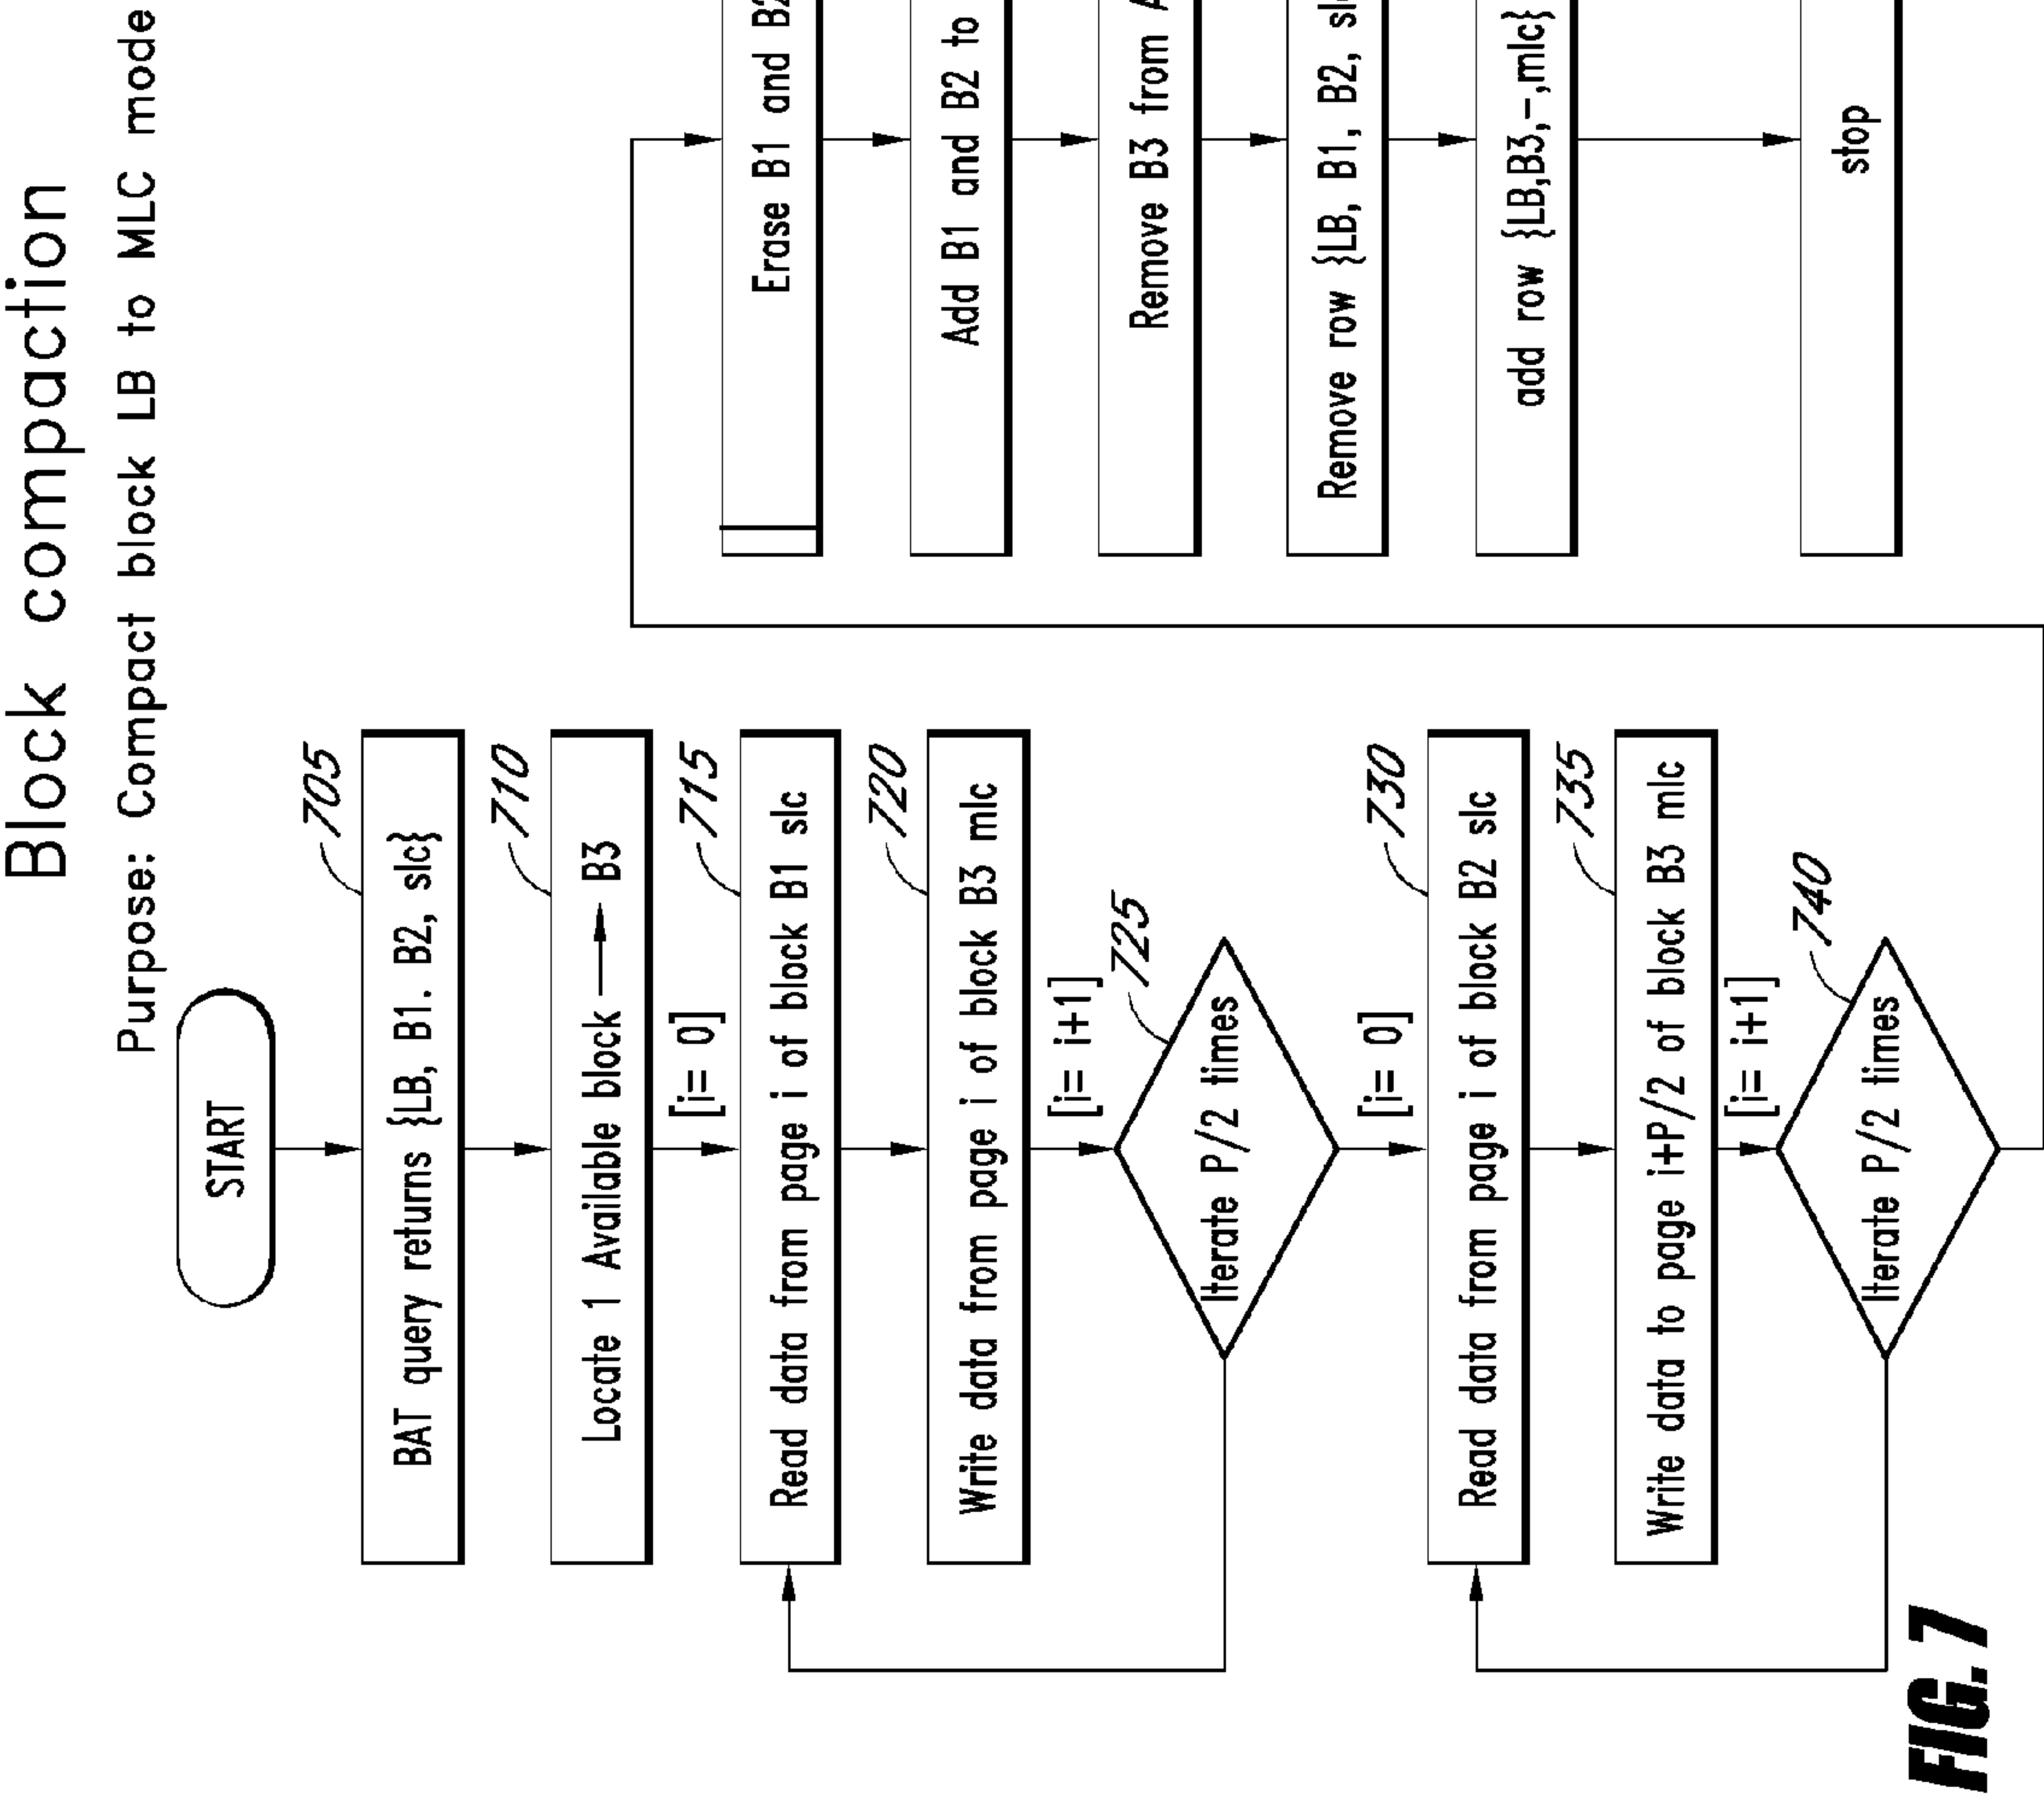 Block compaction
Purpose: Compact block LB to MLC mode
START
705
BAT query returns {LB, B1. B2, slc}
710
Locate 1 Available block → B3
[i= 0]
715
Read data from page i of block B1 slc
720
Write data from page i of block B3 mlc
[i= i+1]
725
Iterate P/2 times
[i= 0]
730
Read data from page i of block B2 slc
735
Write data to page i+P/2 of block B3 mlc
[i= i+1]
740
Iterate P/2 times
Erase B1 and
Add B1 and B2 to
Remove B3 from
Remove row {LB, B1, B2,
add row {LB,B3,-,mlc}
stop
FIG. 7